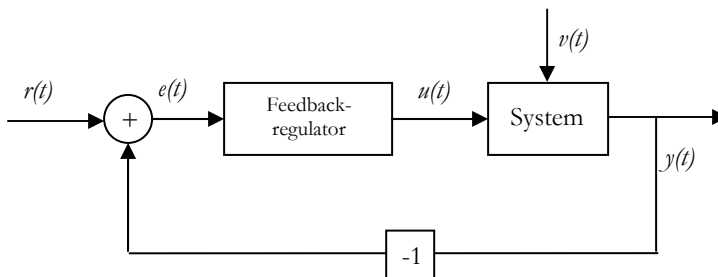 v(t)
r(t)
e(t)
Feedback-
regulator
u(t)
System
+
y(t)
-1